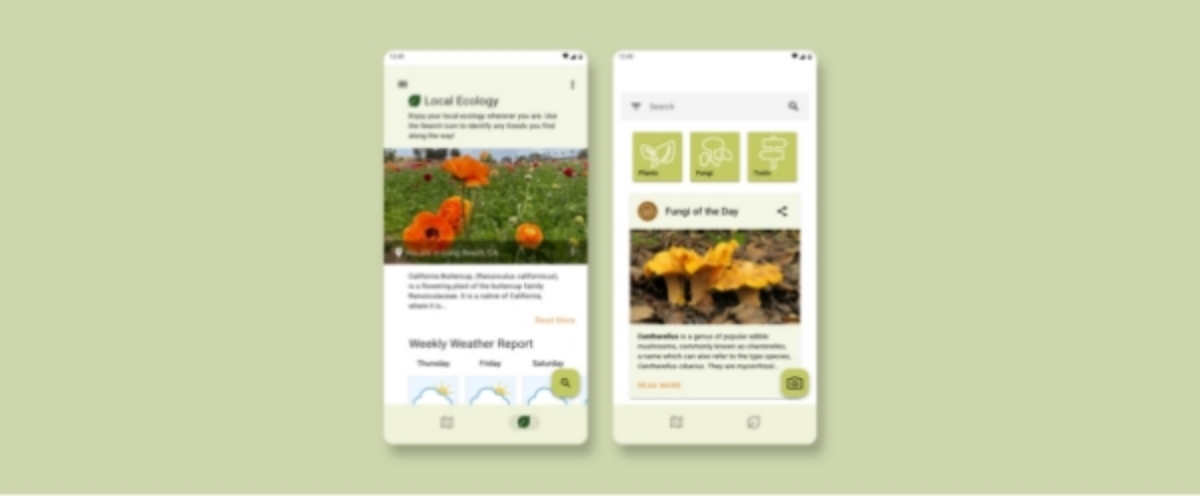 12:45
Local Ecology
Enjoy your local ecology wherever you are. Use
the Search Icon to identify any foods you find
along the way!
You are in Long Beach, CA
California Buttercup, (Ranunculus californicus),
is a flowering plant of the buttercup family
Ranunculaceae. It is a native of California,
where it is...
Read More
Weekly Weather Report
Thursday Friday Saturday
12:45
Search
Plants Fungi Trails
Fungi of the Day
Cantharellus is a genus of popular edible
mushrooms, commonly known as chanterelles,
a name which can also refer to the type species,
Cantharellus cibarius. They are mycorrhizal...
READ MORE